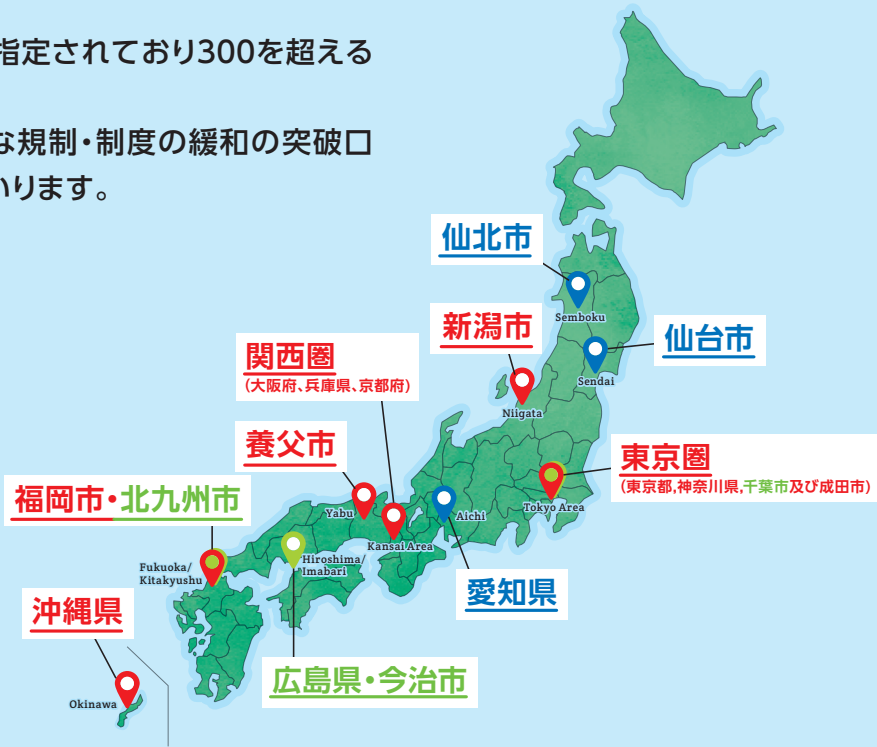 指定されており300を超える
な規制・制度の緩和の突破口
いります。
仙北市
Semboku
新潟市
仙台市
Sendai
関西圏
(大阪府、兵庫県、京都府)
Niigata
養父市
東京圏
(東京都,神奈川県,千葉市及び成田市)
福岡市・北九州市
Yabu
Aichi
Tokyo Area
Kansai Area
Fukuoka/
Kitakyushu
Hiroshima/
Imabari
愛知県
沖縄県
広島県・今治市
Okinawa